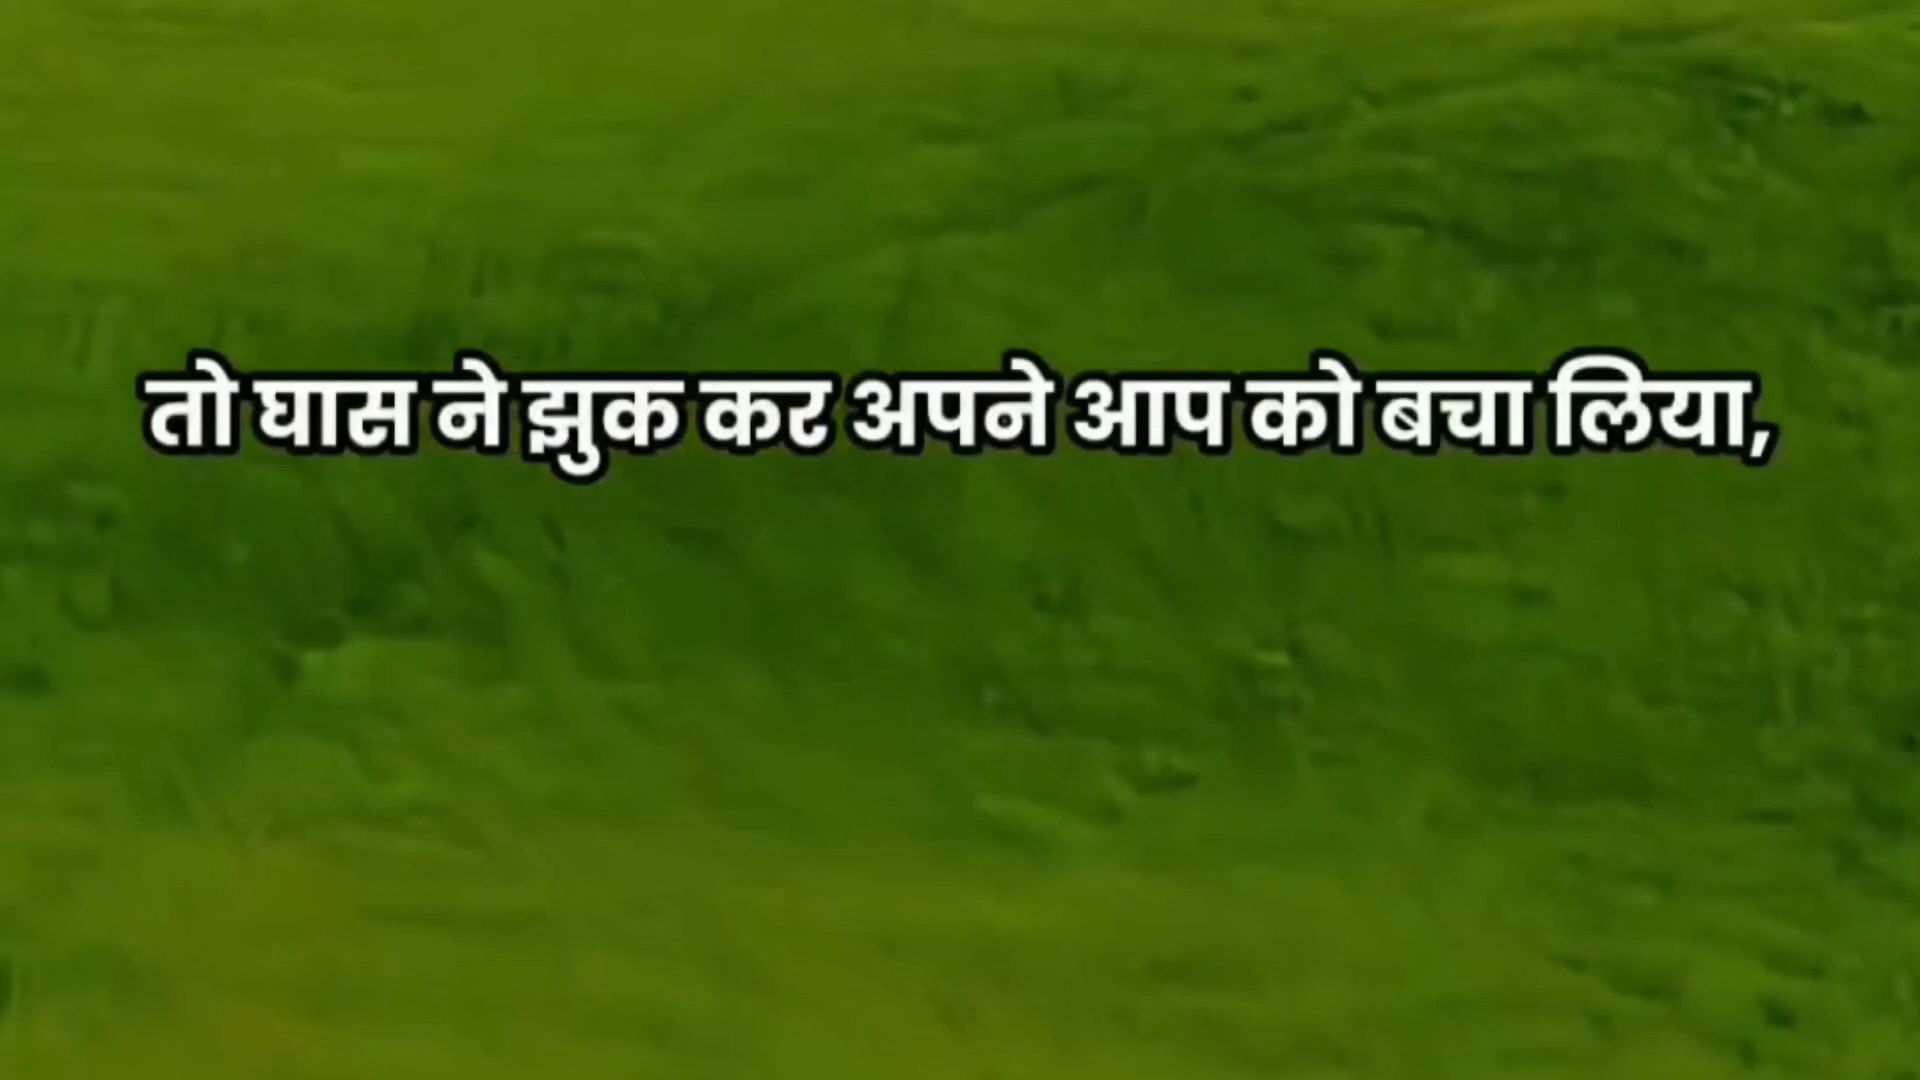 तो घास ने झुक कर अपने आप को बचा लिया,